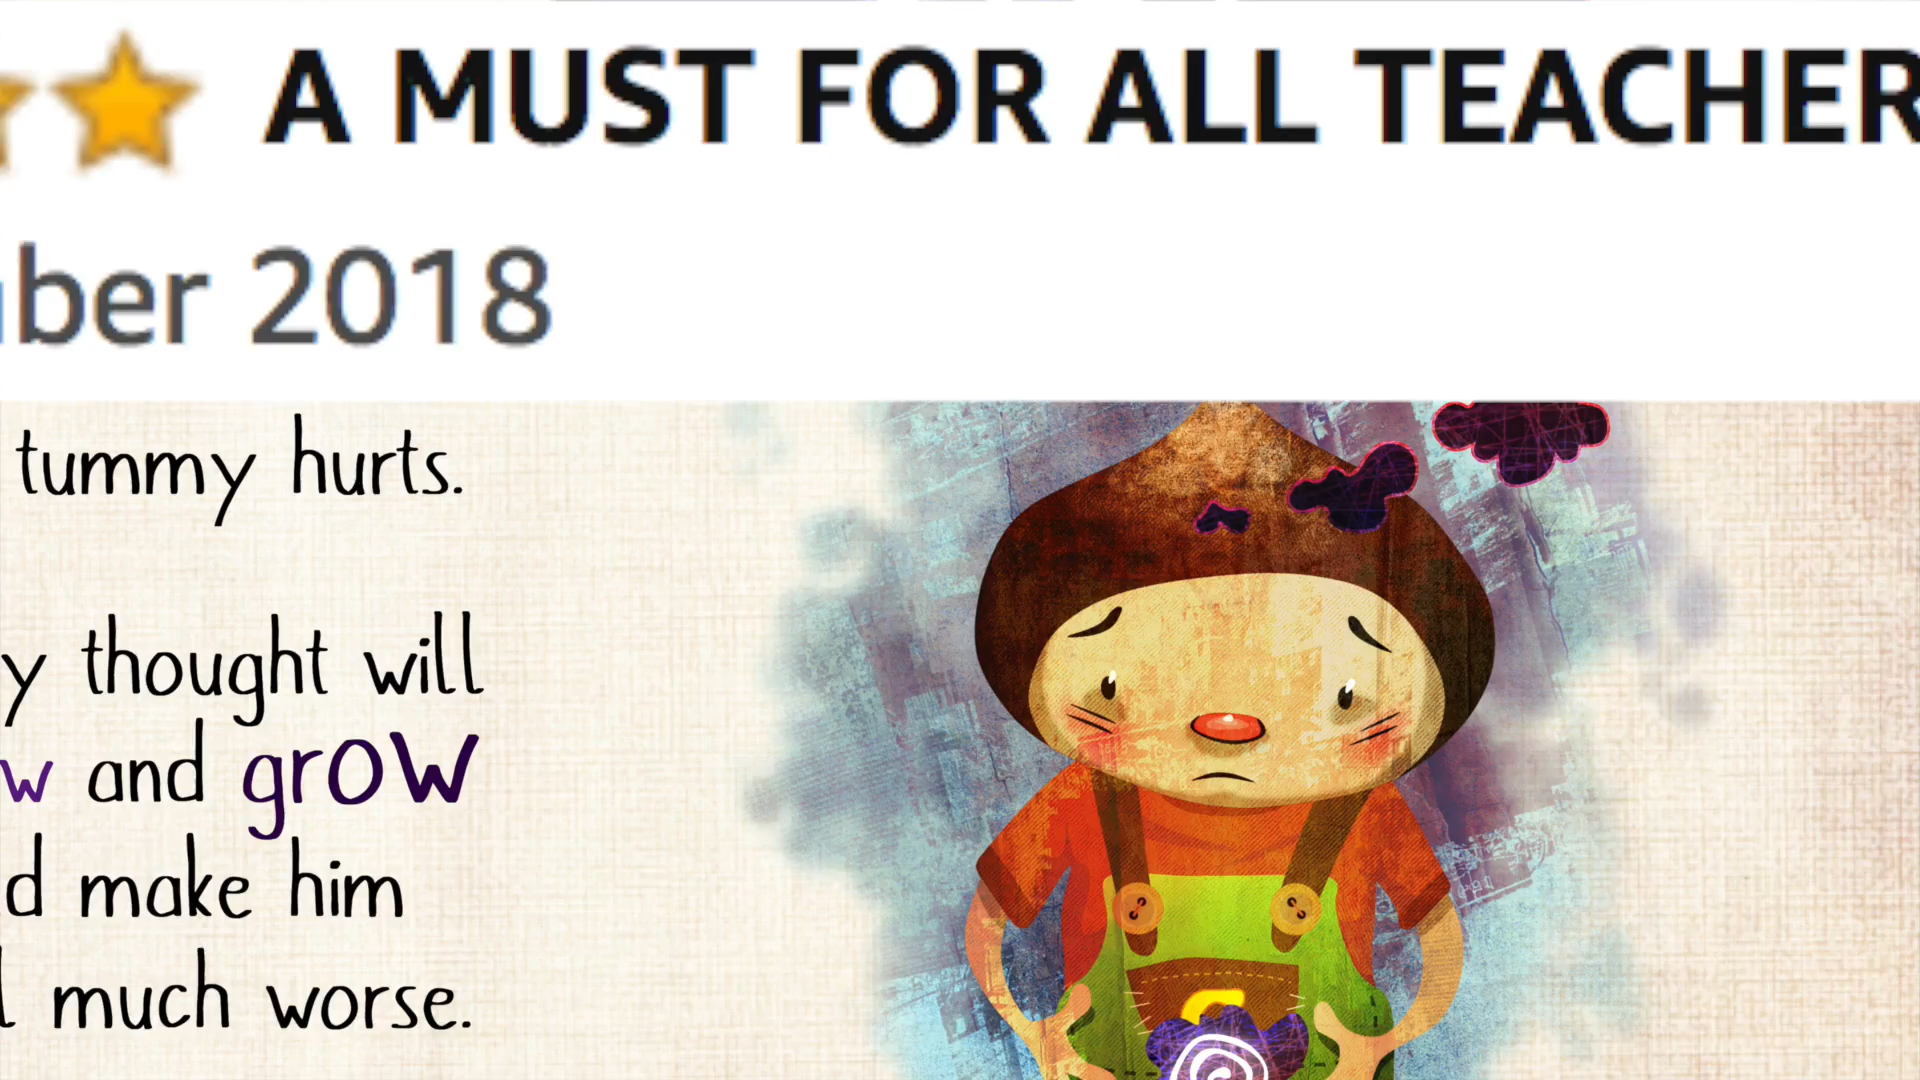 A MUST FOR ALL TEACHER
ber 2018
tummy hurts.
y thought will
w and grow
d make him
much worse.